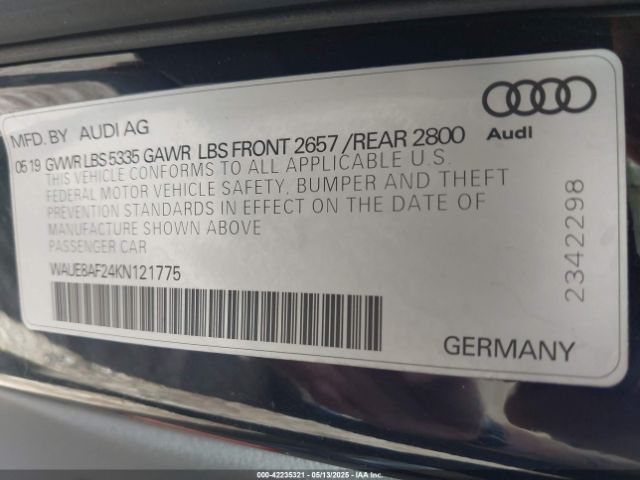 MFD. BY AUDI AG
Audi
05 19 GVWR LBS 5335 GAWR LBS FRONT 2657 /REAR 2800
THIS VEHICLE CONFORMS TO ALL APPLICABLE U.S.
FEDERAL MOTOR VEHICLE SAFETY, BUMPER AND THEFT
PREVENTION STANDARDS IN EFFECT ON THE DATE OF
MANUFACTURE SHOWN ABOVE
PASSENGER CAR
WAUE8AF24KN121775
2342298
GERMANY
000-42235321 - 05/13/2025 - IAA Inc.